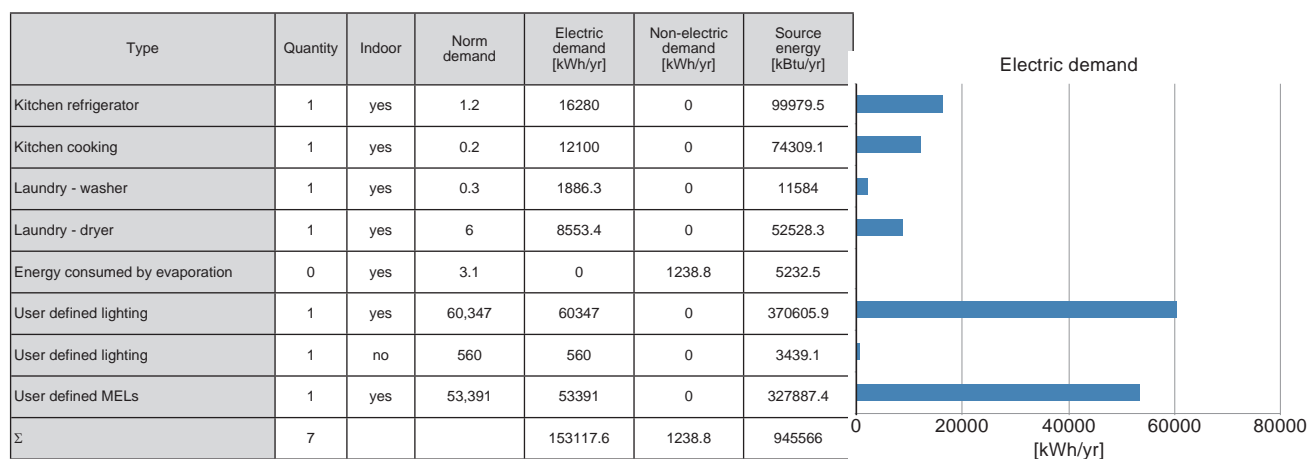 Type Quantity Indoor Norm demand Electric demand [kWh/yr] Non-electric demand [kWh/yr] Source energy [kBtu/yr]
Kitchen refrigerator 1 yes 1.2 16280 0 99979.5
Kitchen cooking 1 yes 0.2 12100 0 74309.1
Laundry - washer 1 yes 0.3 1886.3 0 11584
Laundry - dryer 1 yes 6 8553.4 0 52528.3
Energy consumed by evaporation 0 yes 3.1 0 1238.8 5232.5
User defined lighting 1 yes 60,347 60347 0 370605.9
User defined lighting 1 no 560 560 0 3439.1
User defined MELs 1 yes 53,391 53391 0 327887.4
Σ 7 153117.6 1238.8 945566
Electric demand
0 20000 40000 60000 80000
[kWh/yr]